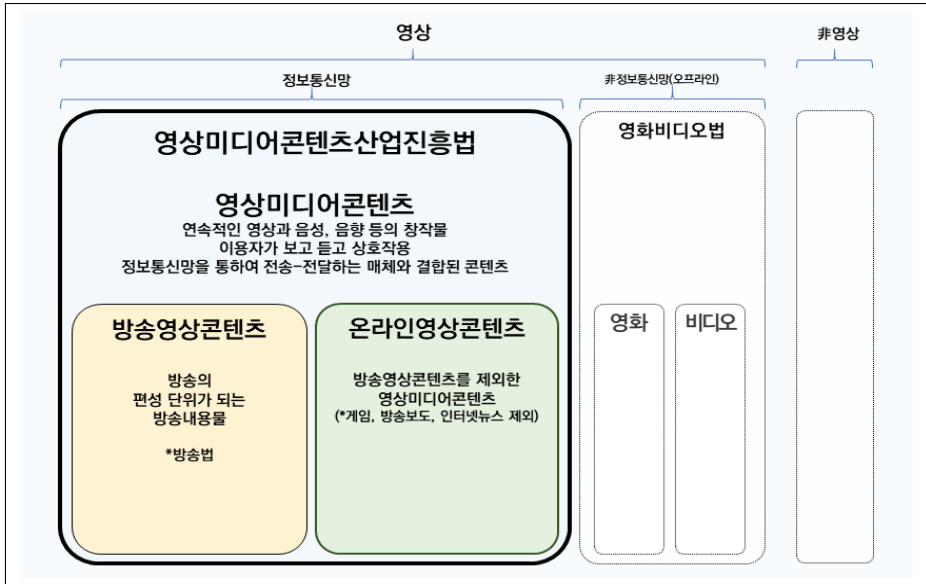 영상
非영상
정보통신망
非정보통신망(오프라인)
영상미디어콘텐츠산업진흥법
영상미디어콘텐츠
연속적인 영상과 음성, 음향 등의 창작물
이용자가 보고 듣고 상호작용
정보통신망을 통하여 전송-전달하는 매체와 결합된 콘텐츠
방송영상콘텐츠
방송의
편성 단위가 되는
방송내용물
*방송법
온라인영상콘텐츠
방송영상콘텐츠를 제외한
영상미디어콘텐츠
(*게임, 방송보도, 인터넷뉴스 제외)
영화비디오법
영화
비디오